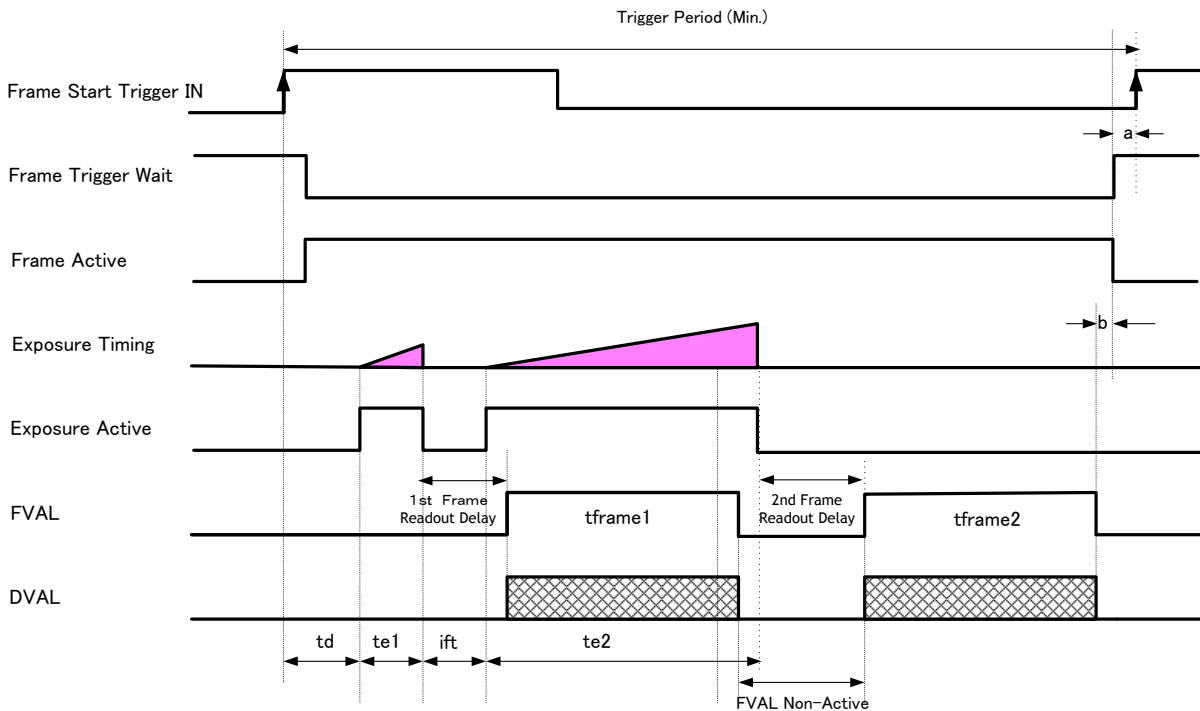 Trigger Period (Min.)
Frame Start Trigger IN
a
Frame Trigger Wait
Frame Active
b
Exposure Timing
Exposure Active
1st Frame
Readout Delay
2nd Frame
Readout Delay
FVAL
tframe1
tframe2
DVAL
td
te1
ift
te2
FVAL Non-Active